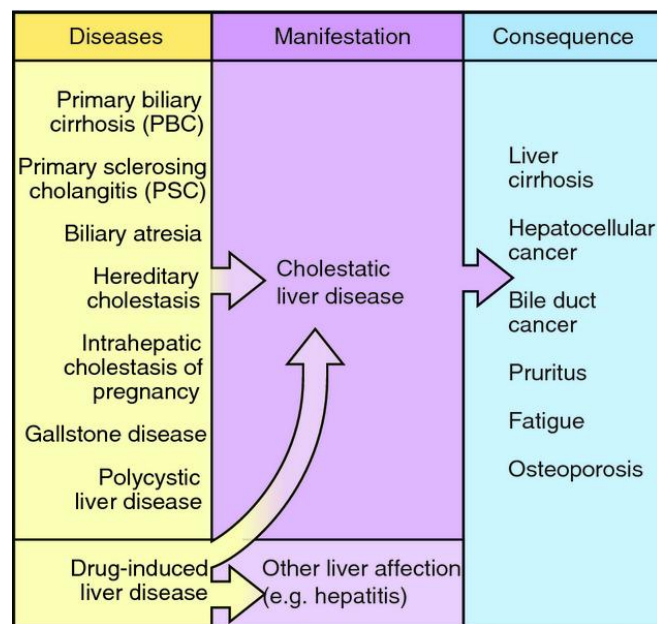 Diseases
Manifestation
Consequence
Primary biliary
cirrhosis (PBC)
Primary sclerosing
cholangitis (PSC)
Biliary atresia
Hereditary
cholestasis
Intrahepatic
cholestasis of
pregnancy
Gallstone disease
Polycystic
liver disease
Drug-induced
liver disease
Cholestatic
liver disease
Other liver affection
(e.g. hepatitis)
Liver
cirrhosis
Hepatocellular
cancer
Bile duct
cancer
Pruritus
Fatigue
Osteoporosis